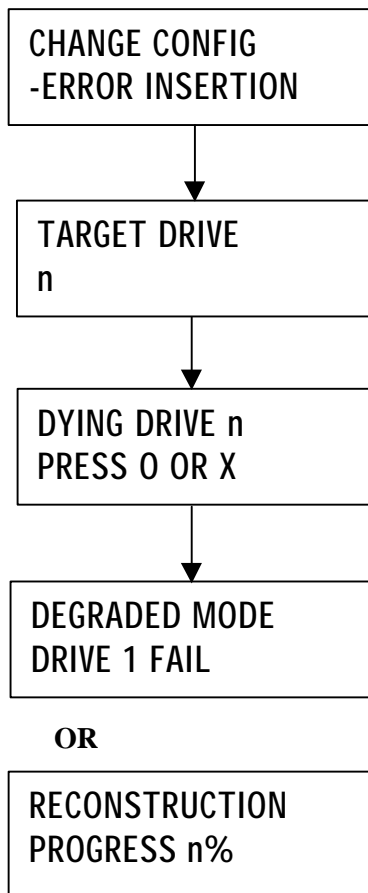 CHANGE CONFIG
-ERROR INSERTION
TARGET DRIVE
n
DYING DRIVE n
PRESS O OR X
DEGRADED MODE
DRIVE 1 FAIL
OR
RECONSTRUCTION
PROGRESS n%